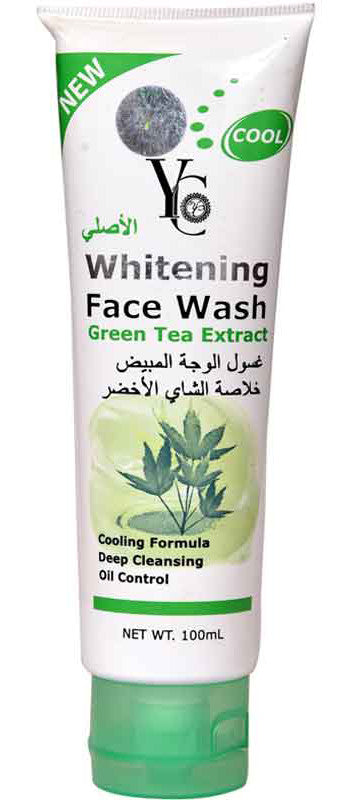 NEW
COOL
YC
الأصلي
Whitening
Face Wash
Green Tea Extract
غسول الوجة المبيض
خلاصة الشاي الأخضر
Cooling Formula
Deep Cleansing
Oil Control
NET WT. 100mL